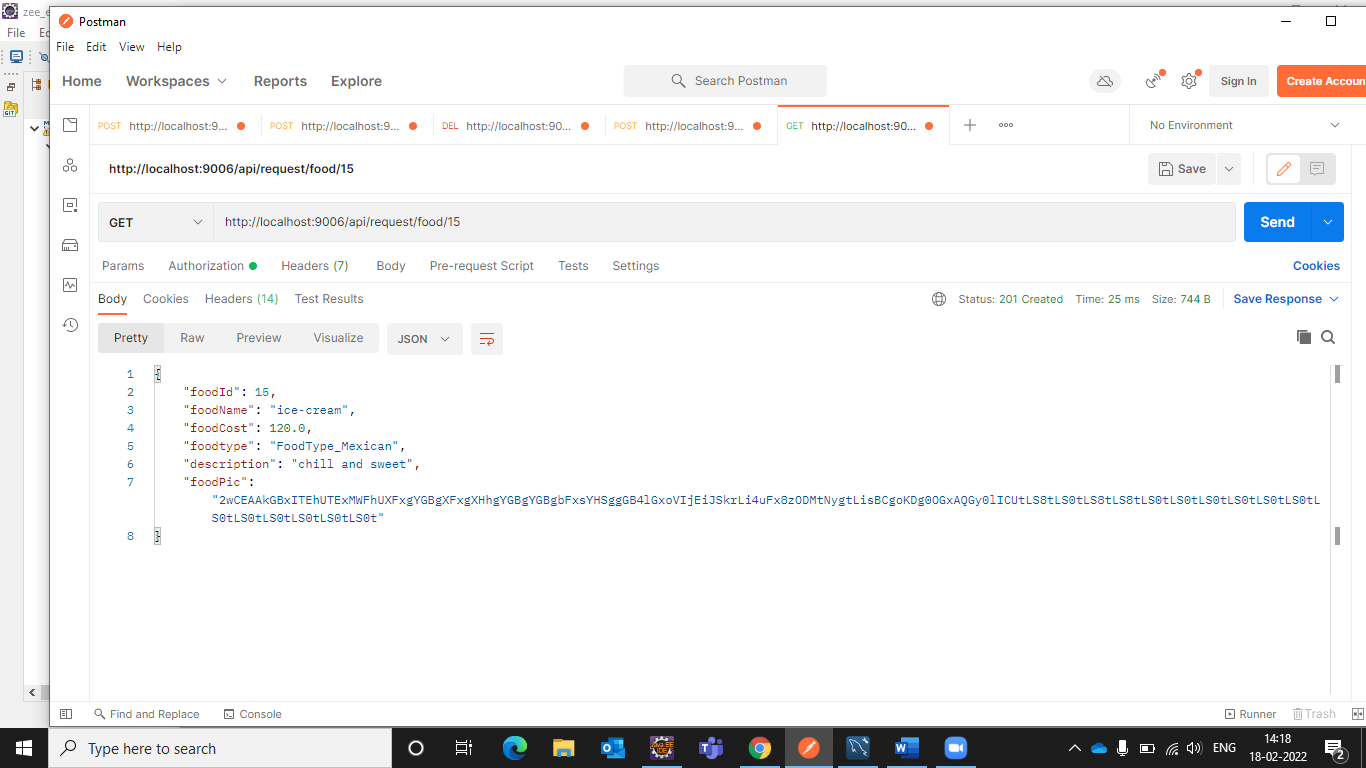 zee_e
File Ed
Postman
File Edit View Help
Home Workspaces Reports Explore
Search Postman
Sign In
Create Accoun
POST http://localhost:9...
POST http://localhost:9...
DEL http://localhost:90...
POST http://localhost:9...
GET http://localhost:90...
No Environment
http://localhost:9006/api/request/food/15
Save
GET http://localhost:9006/api/request/food/15
Send
Params Authorization Headers (7) Body Pre-request Script Tests Settings
Cookies
Body Cookies Headers (14) Test Results
Status: 201 Created Time: 25 ms Size: 744 B Save Response
Pretty Raw Preview Visualize JSON
1 {
2 "foodId": 15,
3 "foodName": "ice-cream",
4 "foodCost": 120.0,
5 "foodtype": "FoodType_Mexican",
6 "description": "chill and sweet",
7 "foodPic":
"2wCEAAkGBxITEhUTExMWFhUXFxgYGBgXFxgXHhgYGBgYGBgbFxsYHSggGB4lGxoVIjEiJSkrLi4uFx8zODMtNygtLisBCgoKDg0OGxAQGy0lICUtLS8tLS0tLS8tLS8tLS0tLS0tLS0tLS0tLS0tLS0tL
S0tLS0tLS0tLS0tLS0tLS0t"
8 }
Find and Replace Console
Runner Trash
Type here to search
ENG
14:18
18-02-2022
2